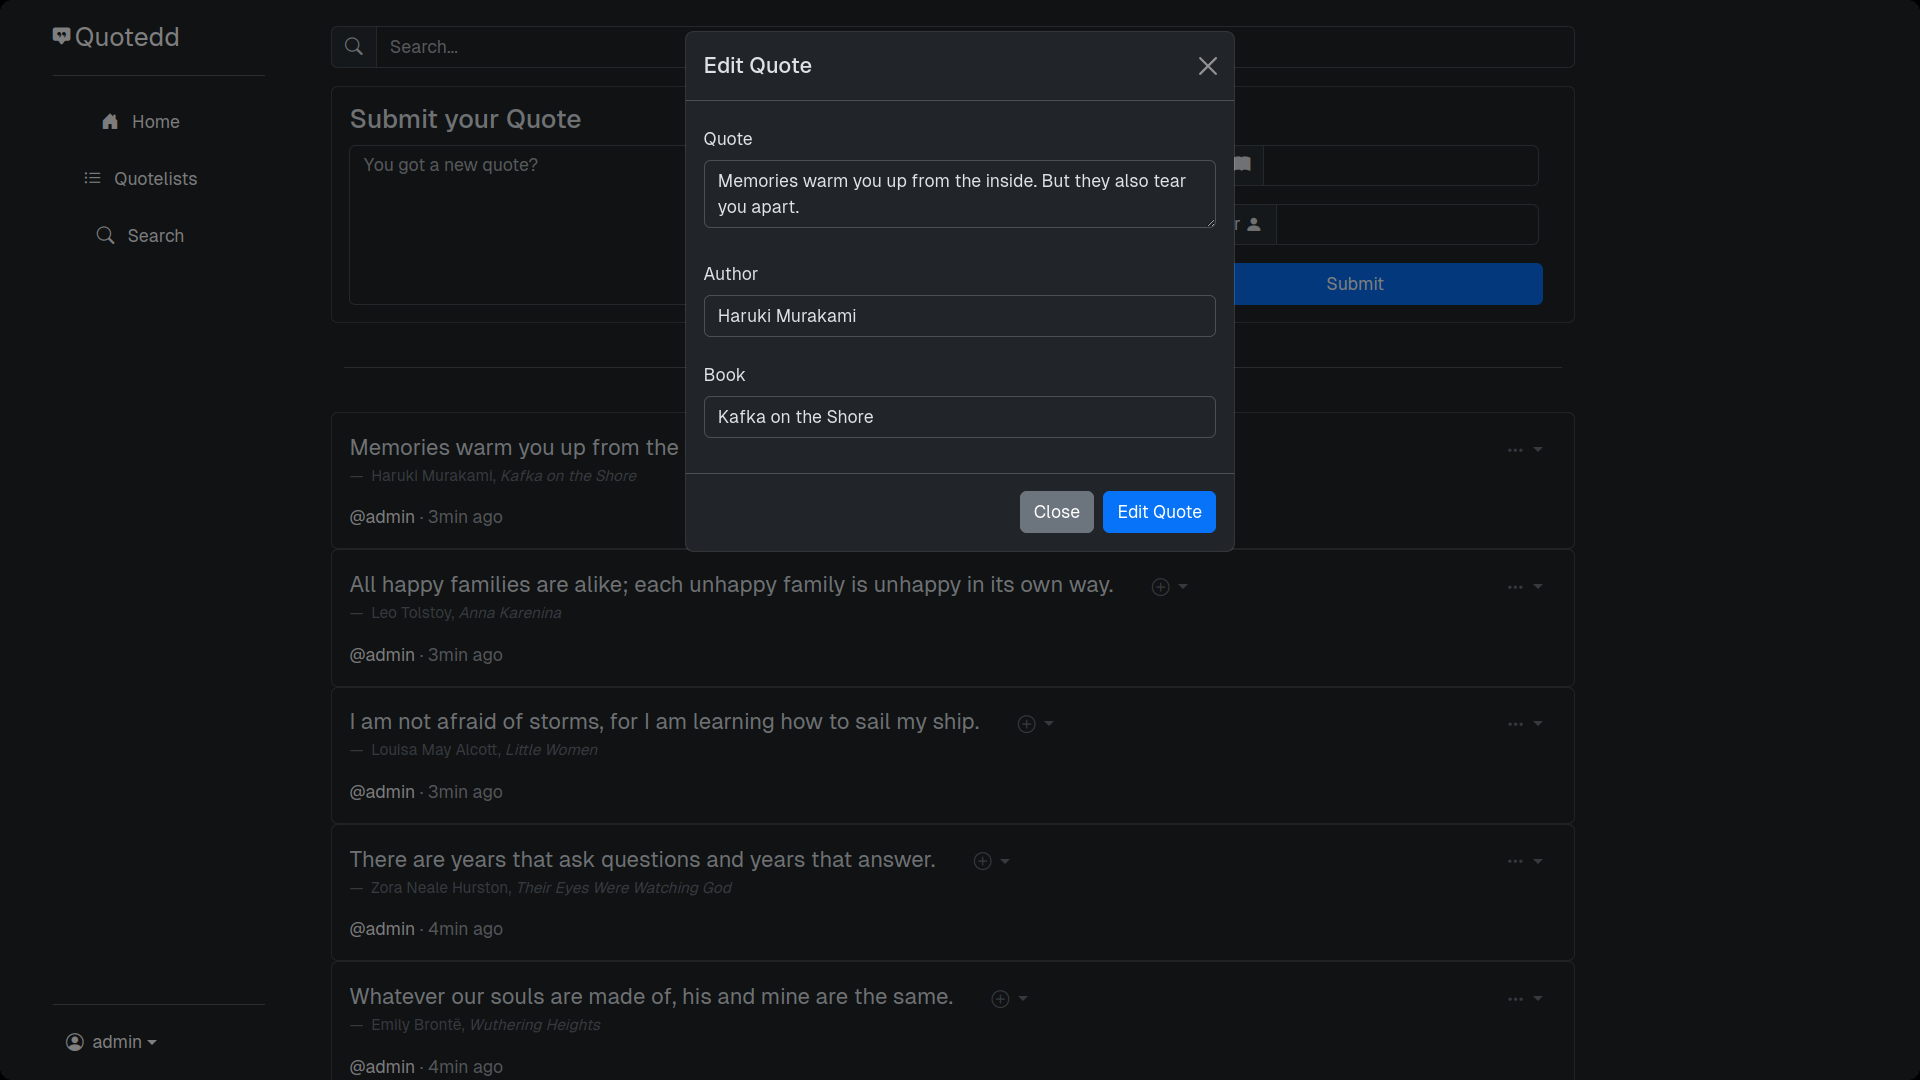 Quotedd
Home
Quotelists
Search
admin
Search...
Submit your Quote
You got a new quote?
Submit
Edit Quote
Quote
Memories warm you up from the inside. But they also tear
you apart.
Author
Haruki Murakami
Book
Kafka on the Shore
Close Edit Quote
Memories warm you up from the
— Haruki Murakami, Kafka on the Shore
@admin · 3min ago
All happy families are alike; each unhappy family is unhappy in its own way.
— Leo Tolstoy, Anna Karenina
@admin · 3min ago
I am not afraid of storms, for I am learning how to sail my ship.
— Louisa May Alcott, Little Women
@admin · 3min ago
There are years that ask questions and years that answer.
— Zora Neale Hurston, Their Eyes Were Watching God
@admin · 4min ago
Whatever our souls are made of, his and mine are the same.
— Emily Brontë, Wuthering Heights
@admin · 4min ago